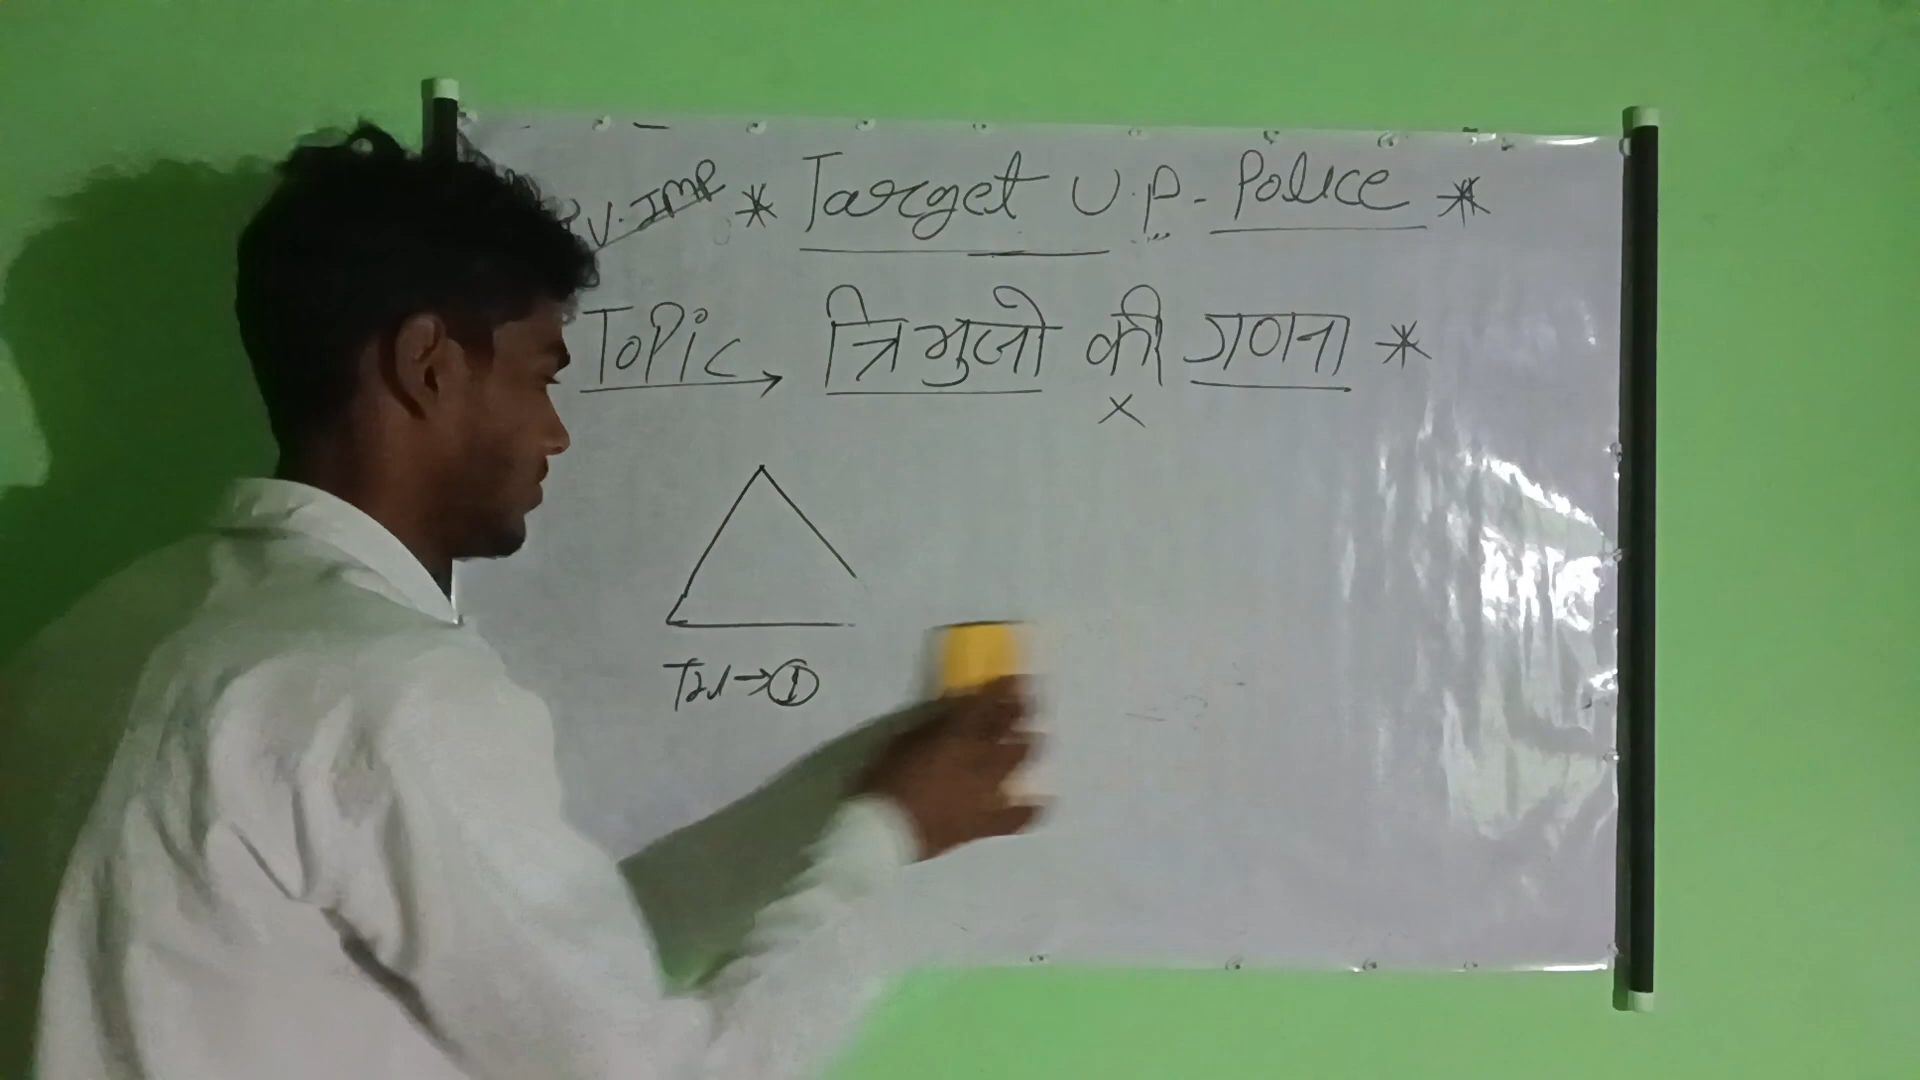 V. IMP * Target U.P. Police *
Topic → त्रिभुजो की गणना *
×
→ ①